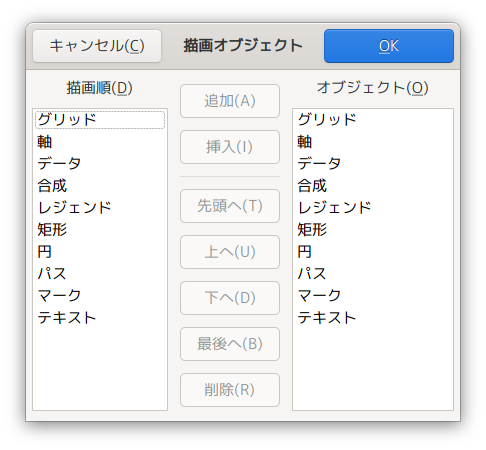 キャンセル(C) 描画オブジェクト OK
描画順(D)
グリッド
軸
データ
合成
レジェンド
矩形
円
パス
マーク
テキスト
追加(A)
挿入(I)
先頭へ(T)
上へ(U)
下へ(D)
最後へ(B)
削除(R)
オブジェクト(O)
グリッド
軸
データ
合成
レジェンド
矩形
円
パス
マーク
テキスト